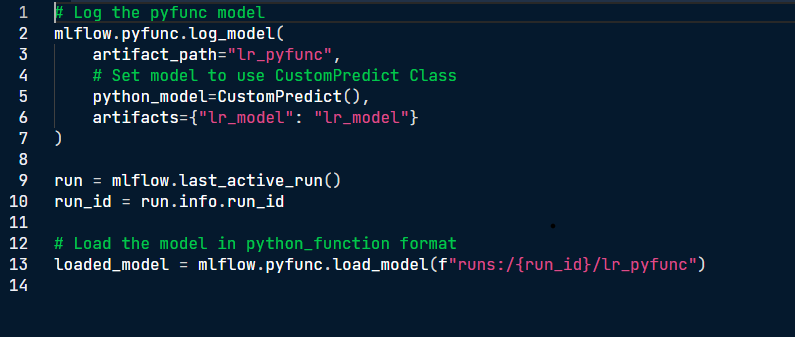 1 # Log the pyfunc model
2 mlflow.pyfunc.log_model(
3     artifact_path="lr_pyfunc",
4     # Set model to use CustomPredict Class
5     python_model=CustomPredict(),
6     artifacts={"lr_model": "lr_model"}
7 )
8
9 run = mlflow.last_active_run()
10 run_id = run.info.run_id
11
12 # Load the model in python_function format
13 loaded_model = mlflow.pyfunc.load_model(f"runs:/{run_id}/lr_pyfunc")
14